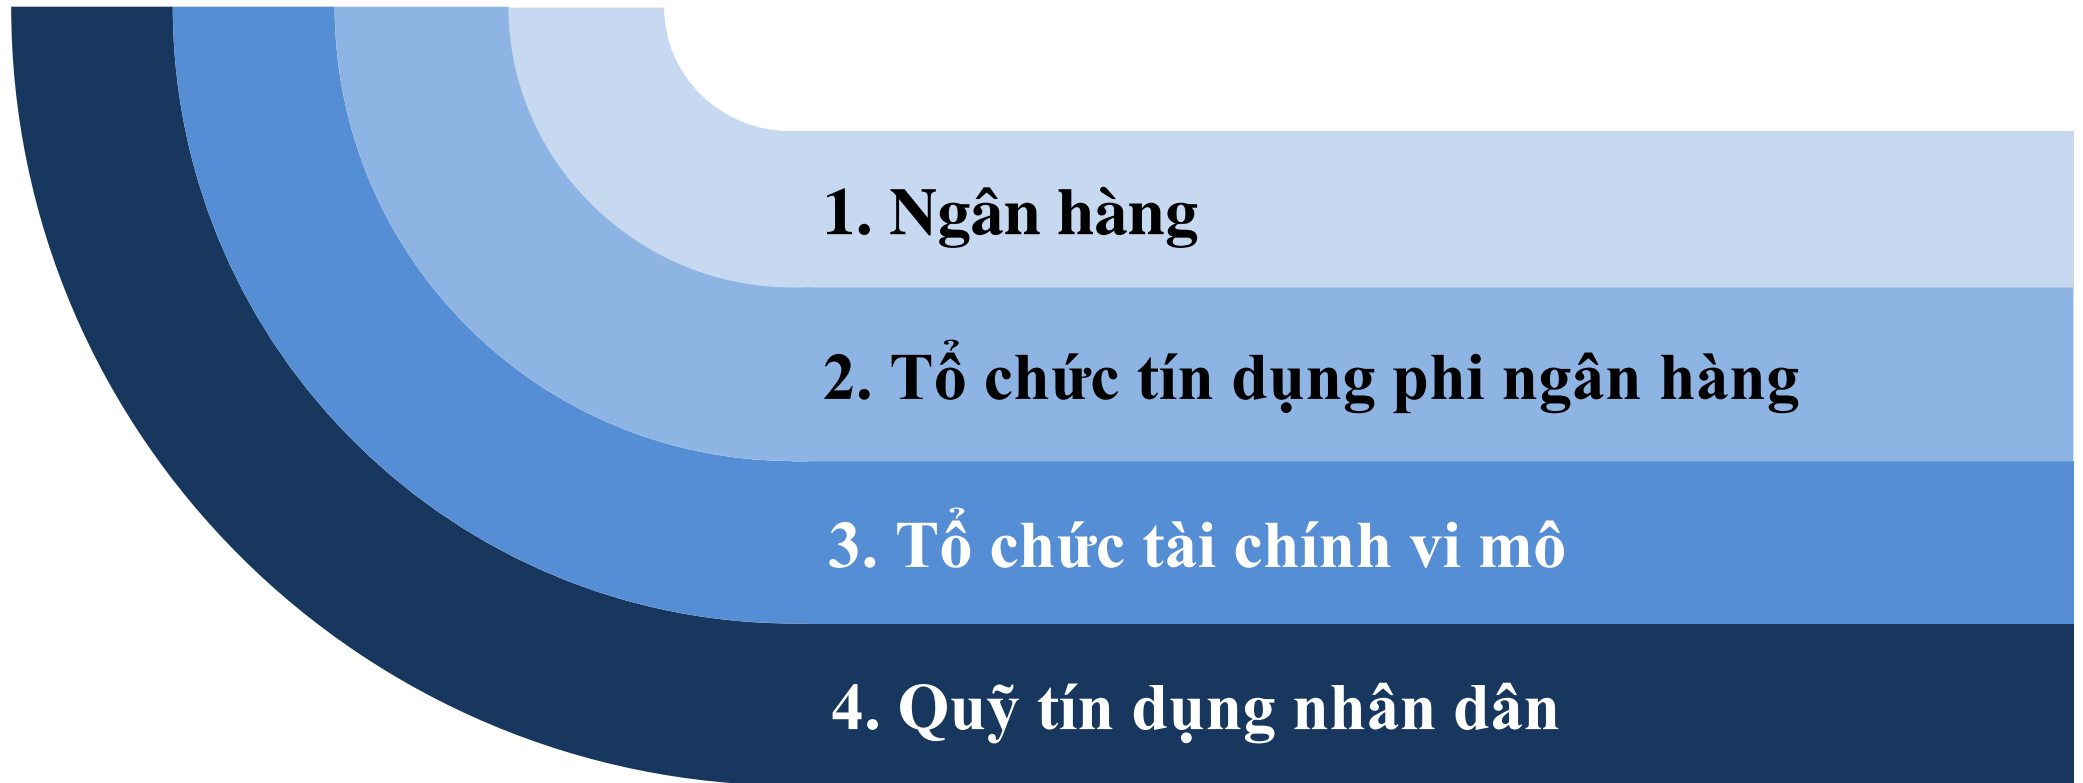 1. Ngân hàng
2. Tổ chức tín dụng phi ngân hàng
3. Tổ chức tài chính vi mô
4. Quỹ tín dụng nhân dân